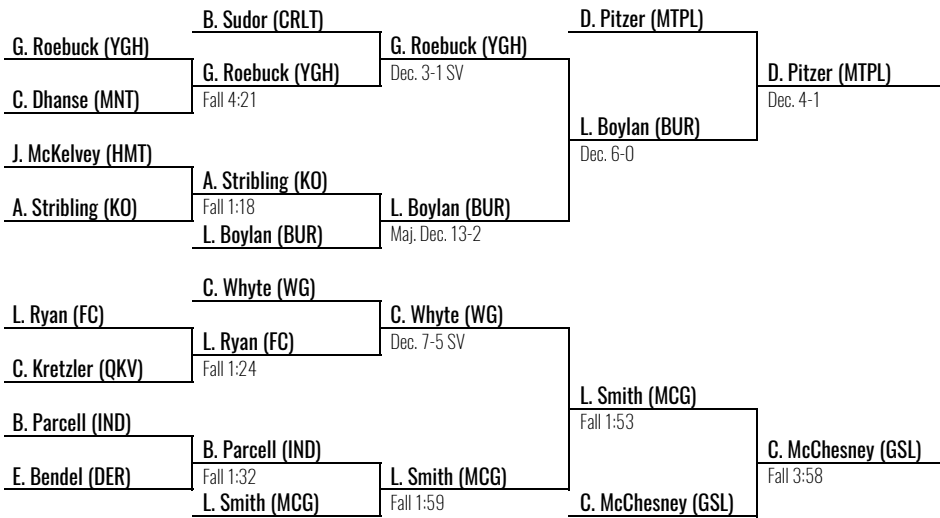 B. Sudor (CRLT)
D. Pitzer (MTPL)
G. Roebuck (YGH)
G. Roebuck (YGH)
G. Roebuck (YGH)
Dec. 3-1 SV
D. Pitzer (MTPL)
C. Dhanse (MNT)
Fall 4:21
Dec. 4-1
L. Boylan (BUR)
J. McKelvey (HMT)
Dec. 6-0
A. Stribling (KO)
A. Stribling (KO)
Fall 1:18
L. Boylan (BUR)
L. Boylan (BUR)
Maj. Dec. 13-2
C. Whyte (WG)
L. Ryan (FC)
C. Whyte (WG)
L. Ryan (FC)
Dec. 7-5 SV
C. Kretzler (QKV)
Fall 1:24
L. Smith (MCG)
B. Parcell (IND)
Fall 1:53
B. Parcell (IND)
C. McChesney (GSL)
E. Bendel (DER)
Fall 1:32
L. Smith (MCG)
Fall 3:58
L. Smith (MCG)
Fall 1:59
C. McChesney (GSL)